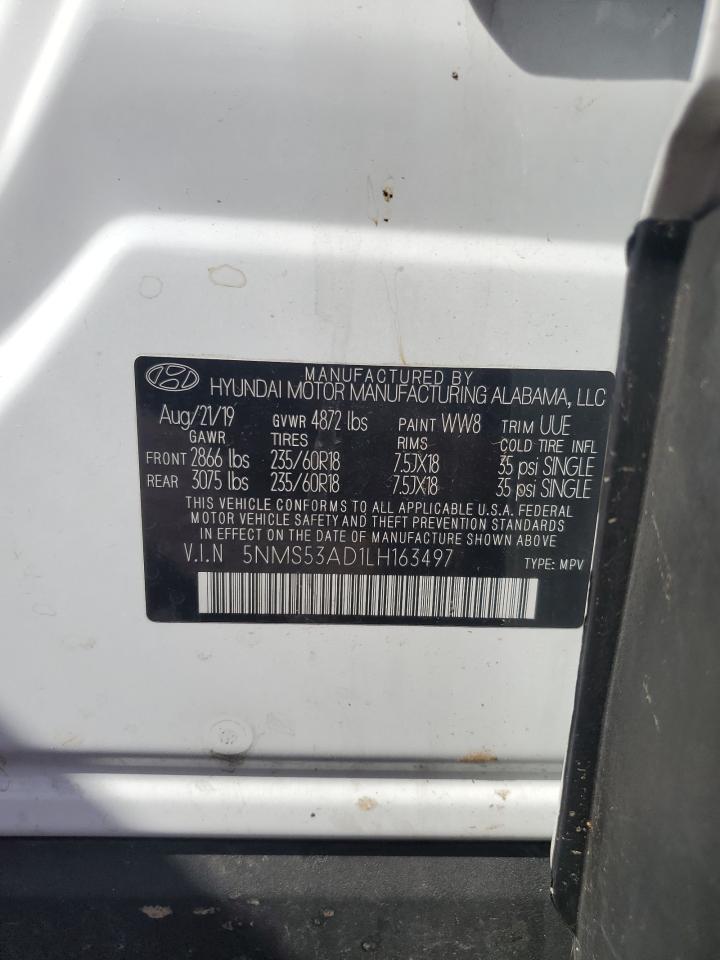 MANUFACTURED BY
HYUNDAI MOTOR MANUFACTURING ALABAMA, LLC
Aug/21/19 GVWR 4872 lbs PAINT WW8 TRIM UUE
GAWR TIRES RIMS COLD TIRE INFL
FRONT 2866 lbs 235/60R18 7.5JX18 35 psi SINGLE
REAR 3075 lbs 235/60R18 7.5JX18 35 psi SINGLE
THIS VEHICLE CONFORMS TO ALL APPLICABLE U.S.A. FEDERAL
MOTOR VEHICLE SAFETY AND THEFT PREVENTION STANDARDS
IN EFFECT ON THE DATE OF MANUFACTURE SHOWN ABOVE.
V.I.N 5NMS53AD1LH163497 TYPE: MPV